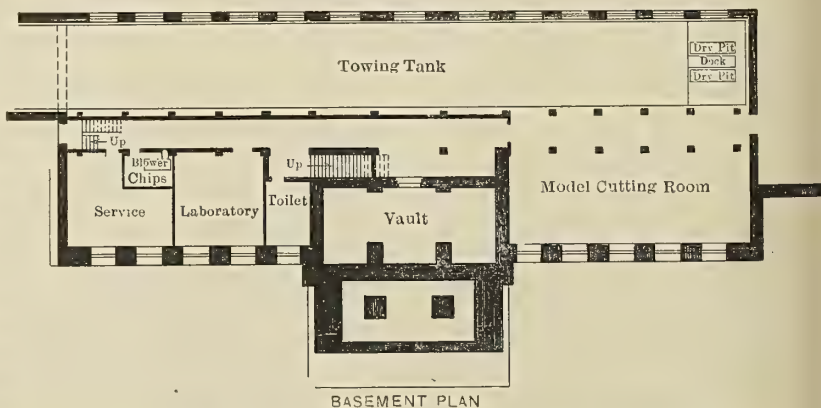 Dry Pit
Dock
Dry Pit
Towing Tank
Up
Blower
Chips
Up
Service
Laboratory
Toilet
Vault
Model Cutting Room
BASEMENT PLAN